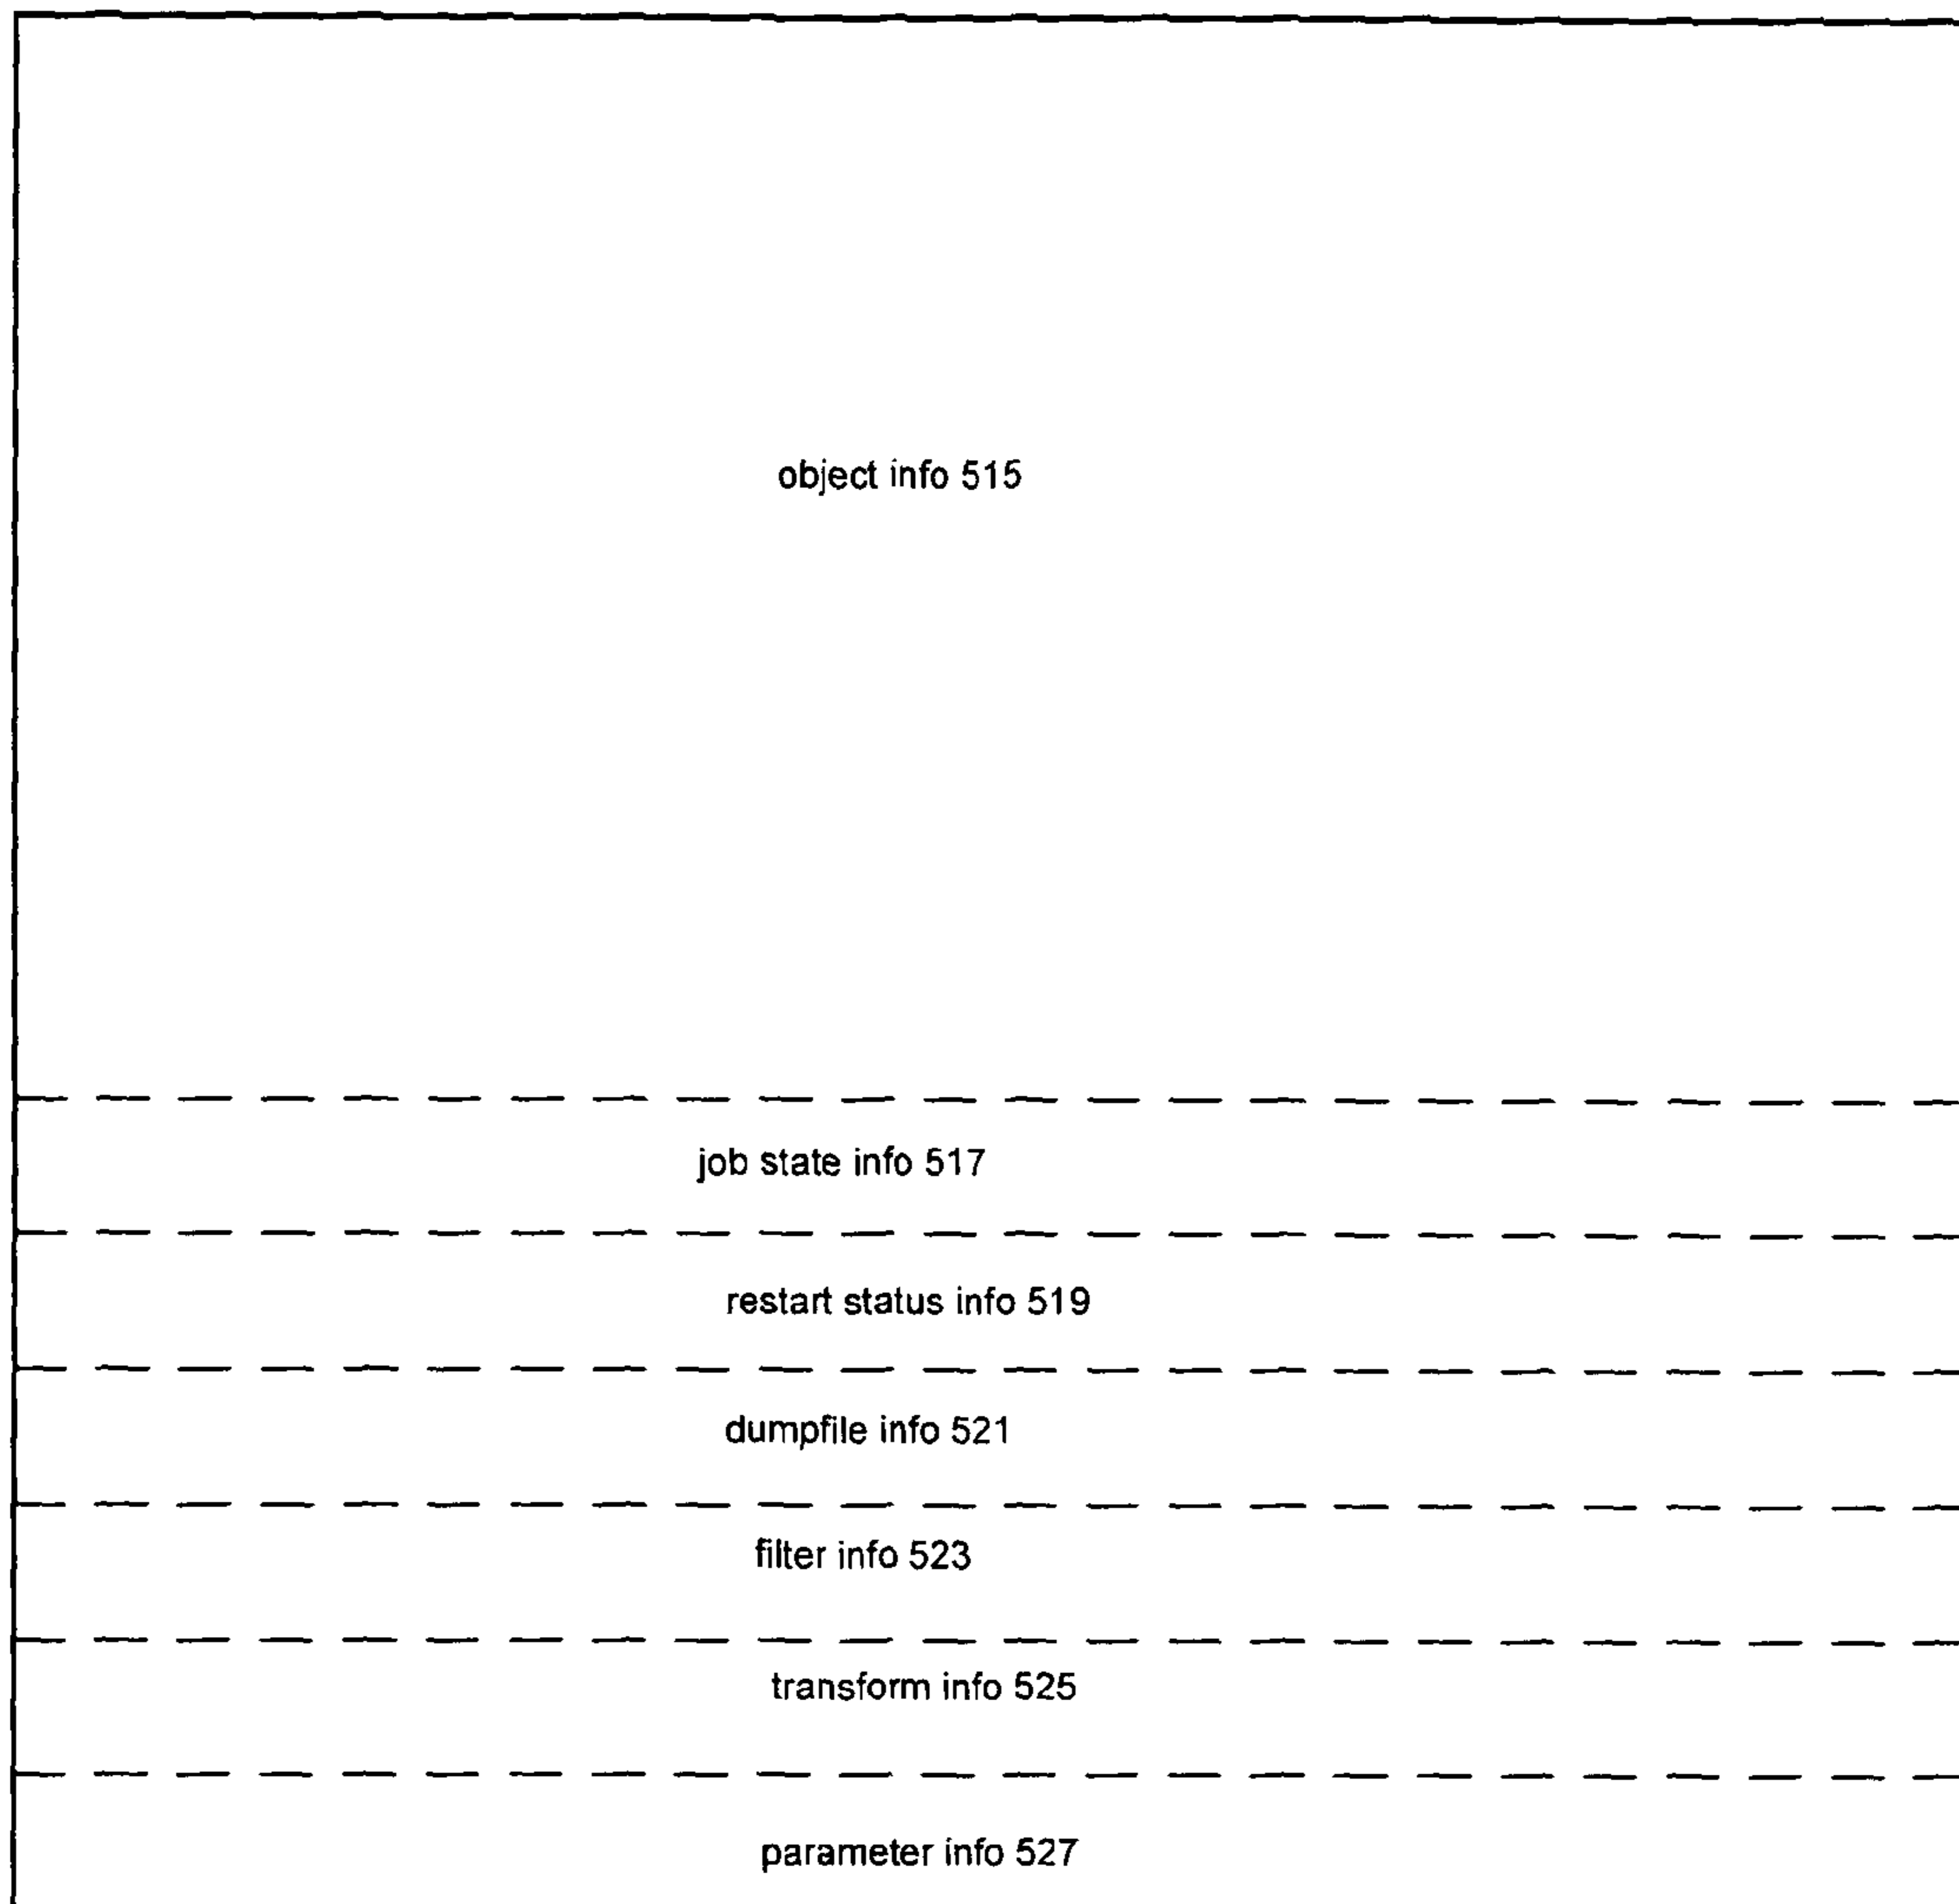 object info 515
job state info 517
restart status info 519
dumpfile info 521
filter info 523
transform info 525
parameter info 527